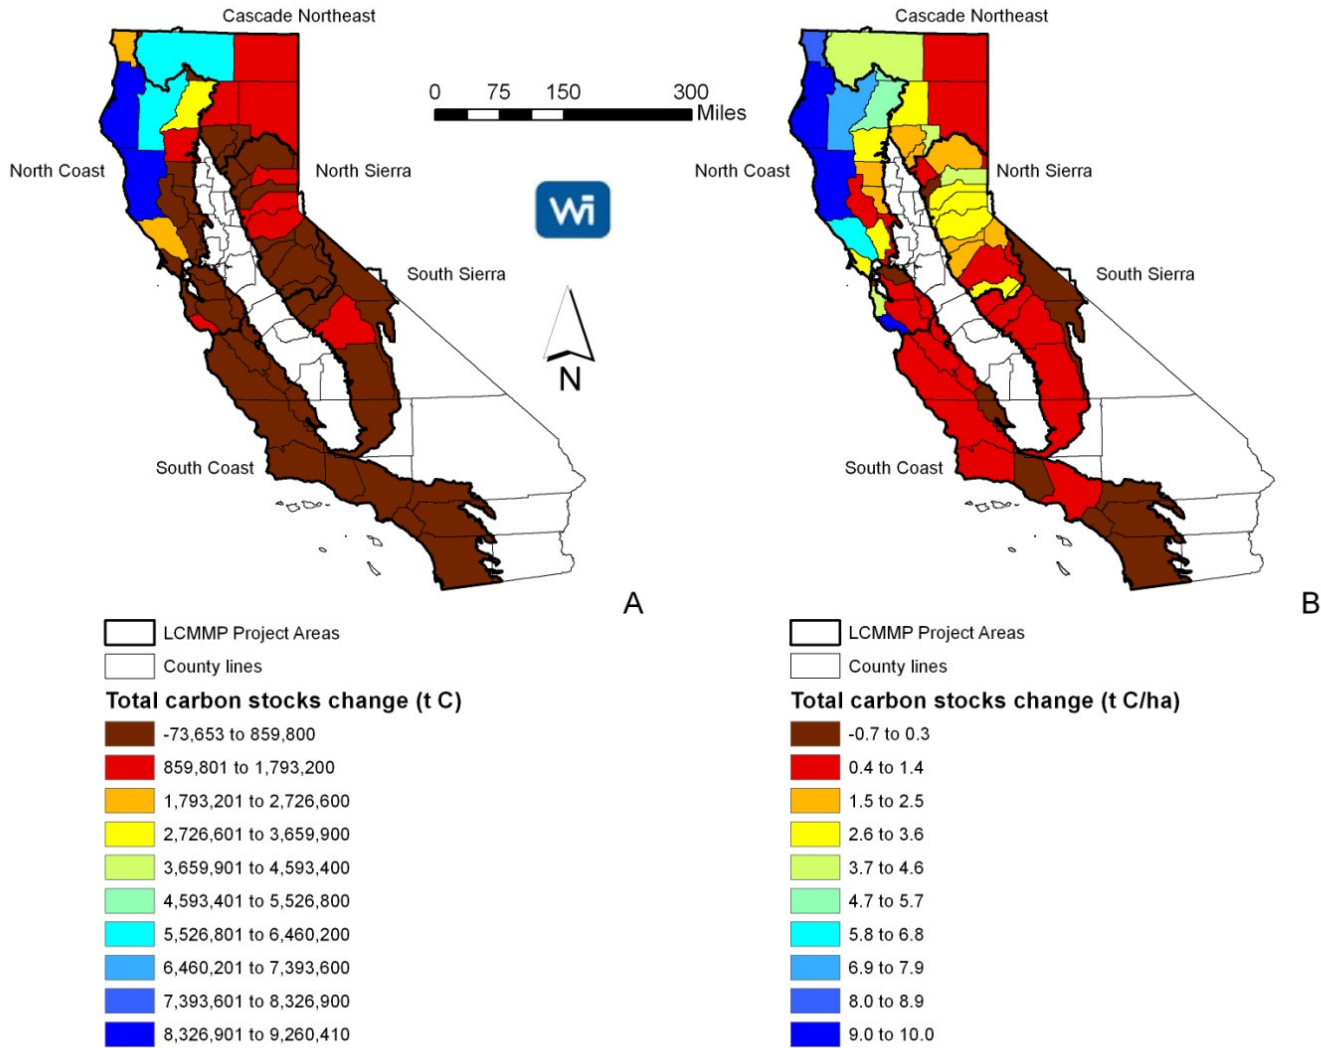 Cascade Northeast
Cascade Northeast
0 75 150 300
Miles
North Coast
North Sierra
North Coast
North Sierra
Wi
South Sierra
South Sierra
N
South Coast
South Coast
A
B
LCMMP Project Areas
County lines
Total carbon stocks change (t C)
-73,653 to 859,800
859,801 to 1,793,200
1,793,201 to 2,726,600
2,726,601 to 3,659,900
3,659,901 to 4,593,400
4,593,401 to 5,526,800
5,526,801 to 6,460,200
6,460,201 to 7,393,600
7,393,601 to 8,326,900
8,326,901 to 9,260,410
LCMMP Project Areas
County lines
Total carbon stocks change (t C/ha)
-0.7 to 0.3
0.4 to 1.4
1.5 to 2.5
2.6 to 3.6
3.7 to 4.6
4.7 to 5.7
5.8 to 6.8
6.9 to 7.9
8.0 to 8.9
9.0 to 10.0